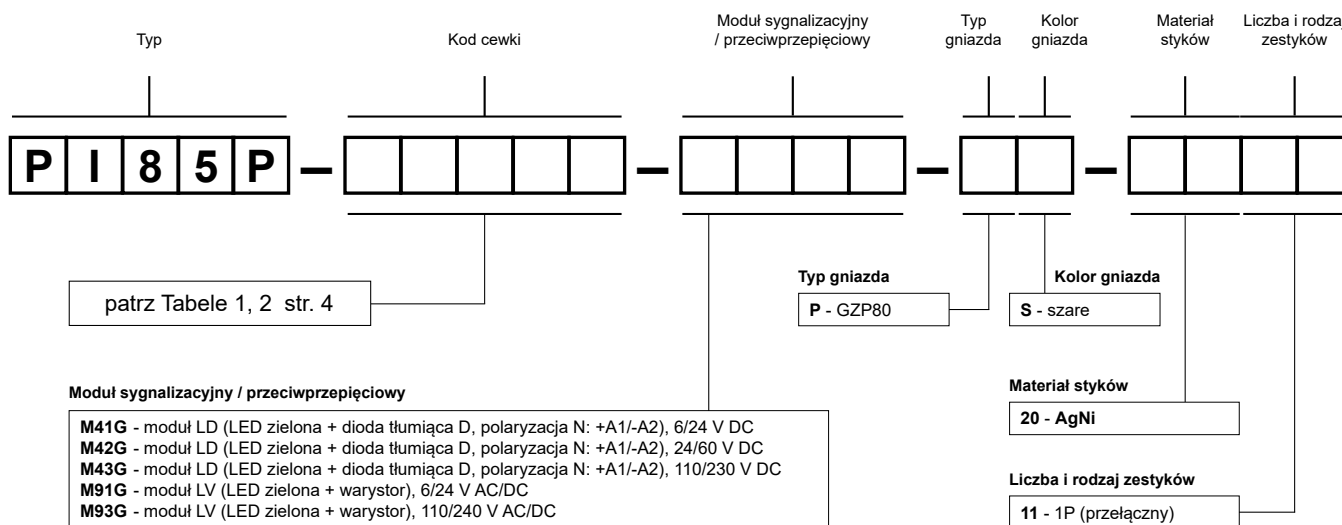 Typ
Kod cewki
Moduł sygnalizacyjny
/ przeciwprzepięciowy
Typ
gniazda
Kolor
gniazda
Materiał
styków
Liczba i rodzaj
zestyków
P I 8 5 P – – – –
patrz Tabele 1, 2 str. 4
Typ gniazda
P - GZP80
Kolor gniazda
S - szare
Moduł sygnalizacyjny / przeciwprzepięciowy
M41G - moduł LD (LED zielona + dioda tłumiąca D, polaryzacja N: +A1/-A2), 6/24 V DC
M42G - moduł LD (LED zielona + dioda tłumiąca D, polaryzacja N: +A1/-A2), 24/60 V DC
M43G - moduł LD (LED zielona + dioda tłumiąca D, polaryzacja N: +A1/-A2), 110/230 V DC
M91G - moduł LV (LED zielona + warystor), 6/24 V AC/DC
M93G - moduł LV (LED zielona + warystor), 110/240 V AC/DC
Materiał styków
20 - AgNi
Liczba i rodzaj zestyków
11 - 1P (przełączny)